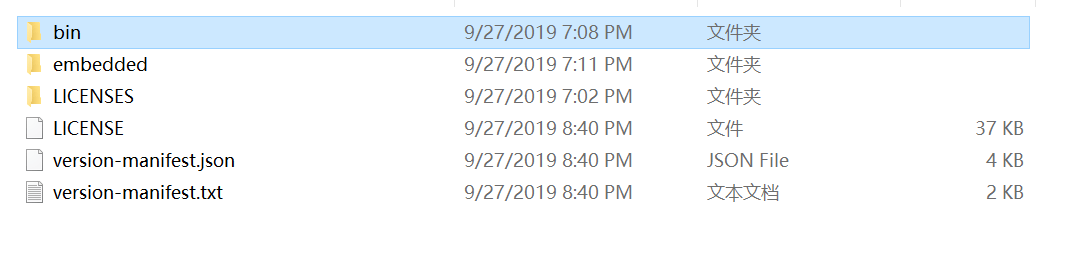 bin 9/27/2019 7:08 PM 文件夹
embedded 9/27/2019 7:11 PM 文件夹
LICENSES 9/27/2019 7:02 PM 文件夹
LICENSE 9/27/2019 8:40 PM 文件 37 KB
version-manifest.json 9/27/2019 8:40 PM JSON File 4 KB
version-manifest.txt 9/27/2019 8:40 PM 文本文档 2 KB